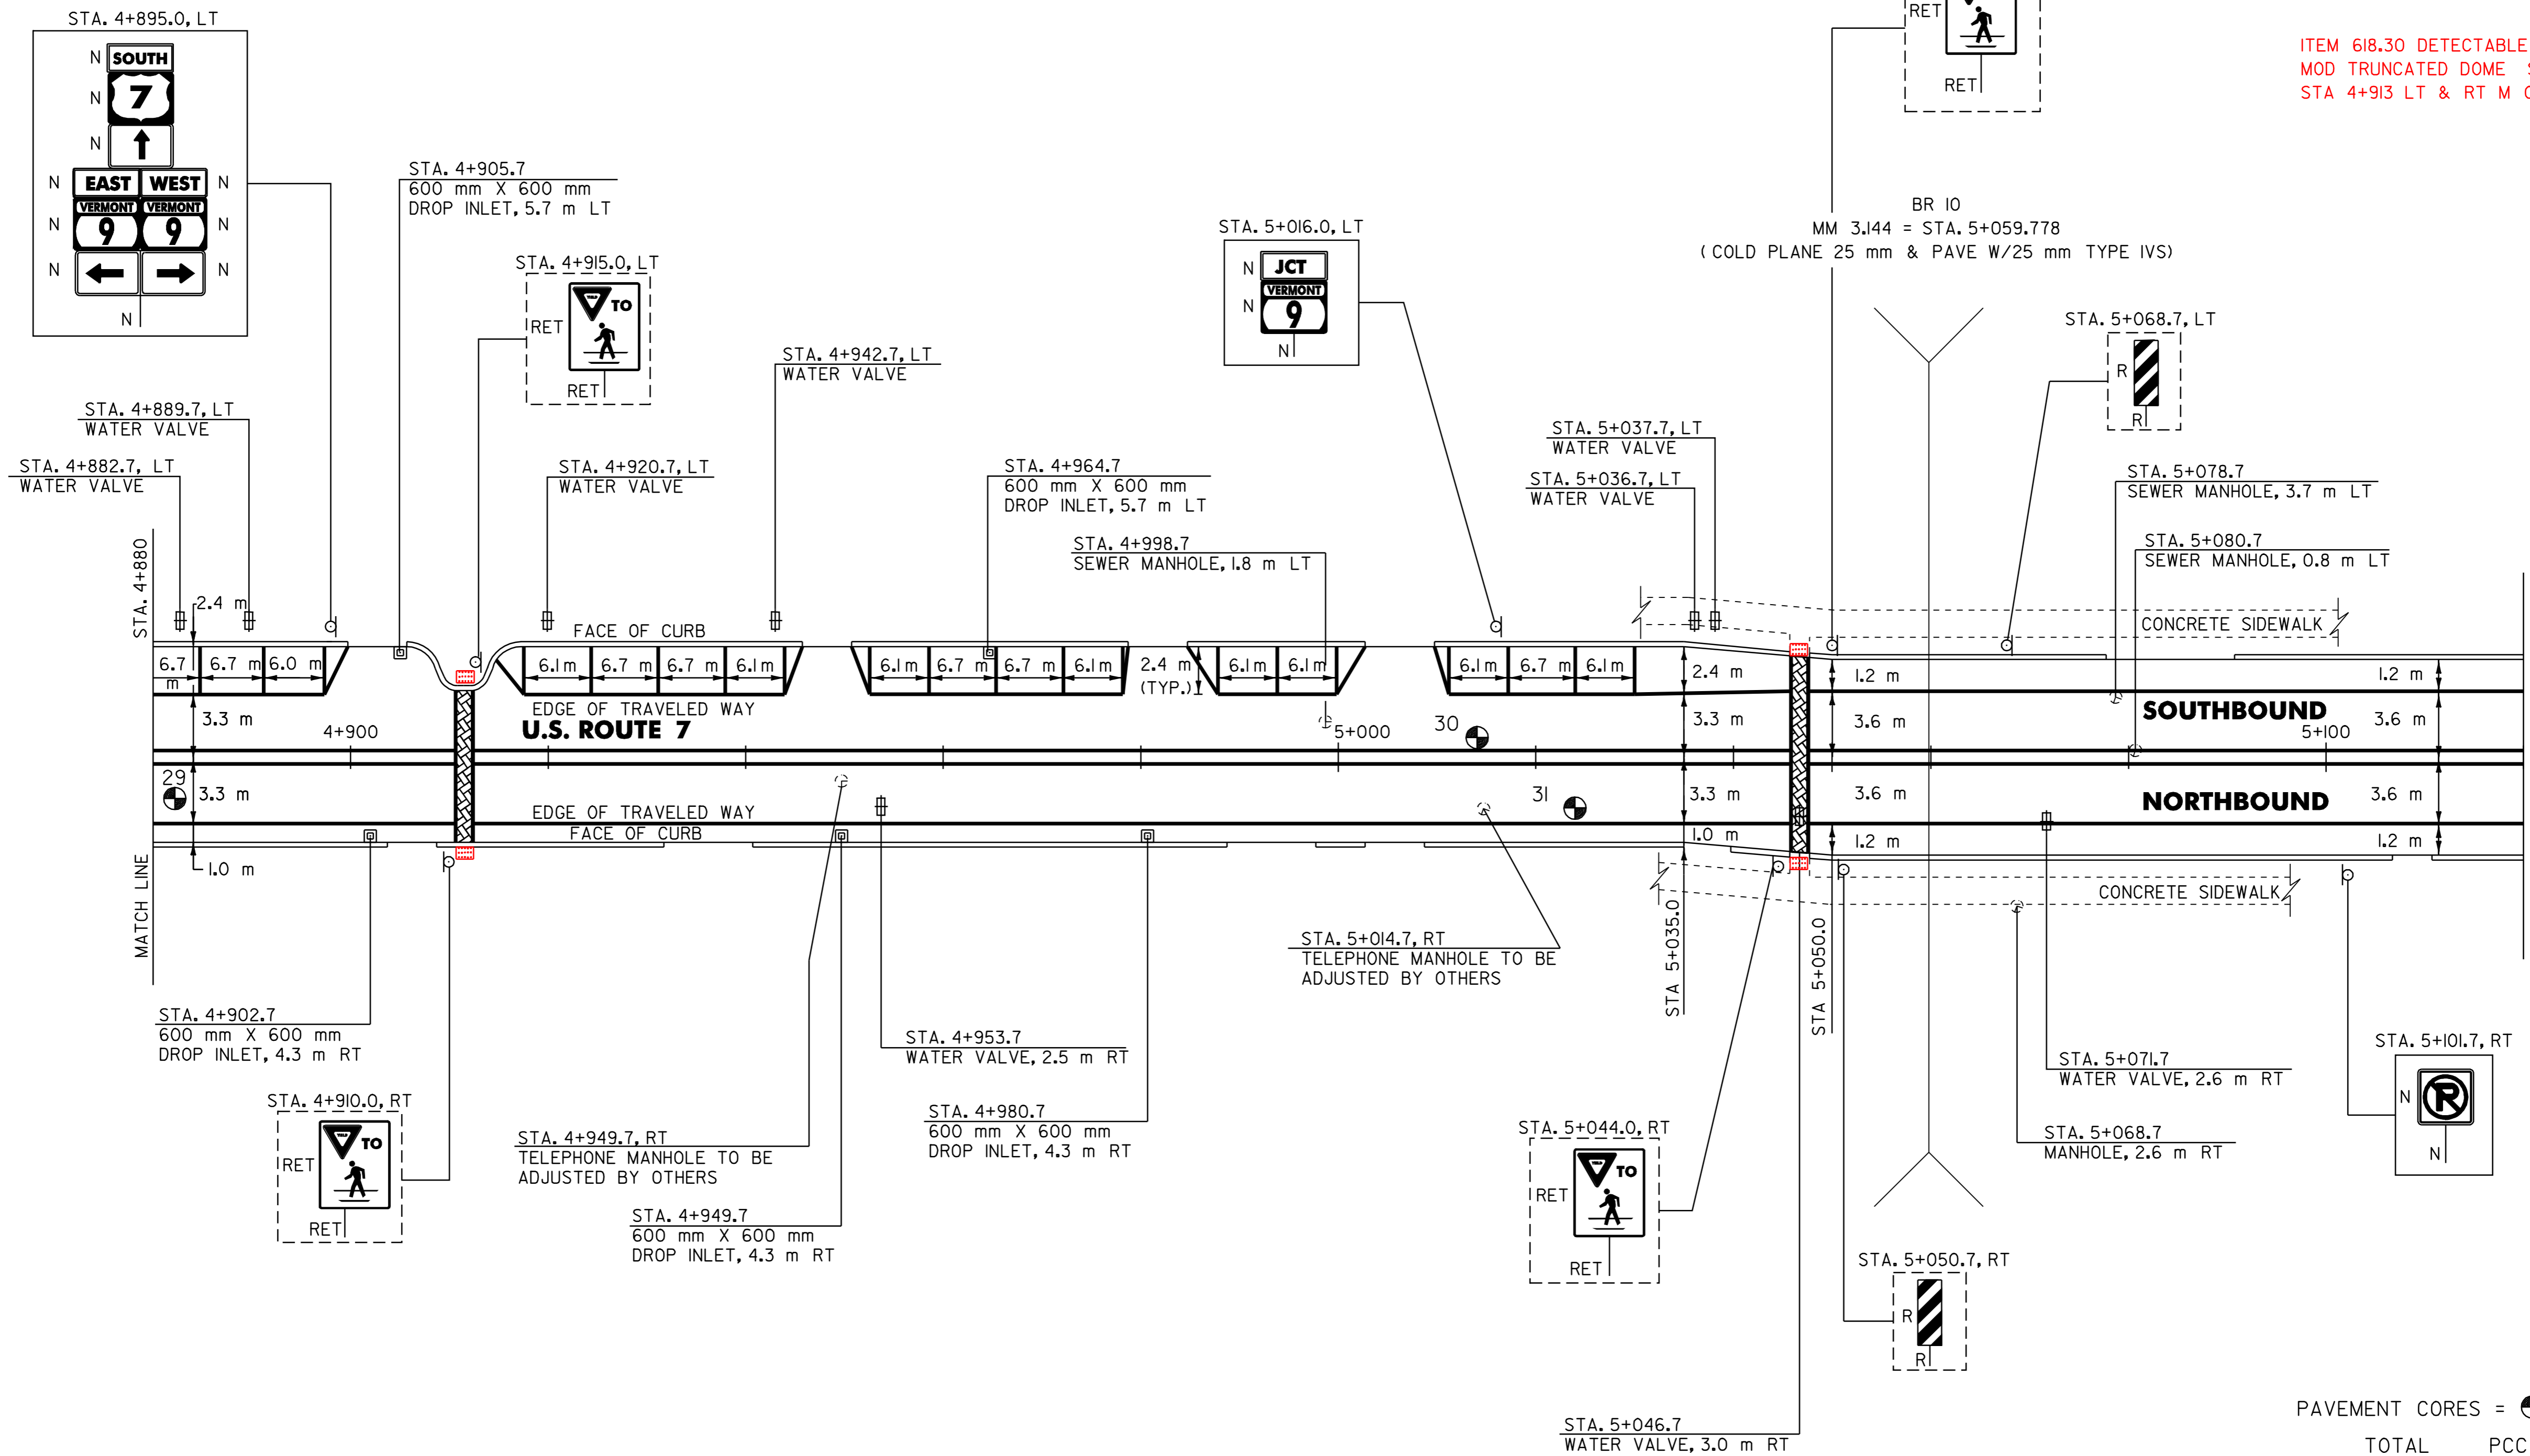 STA. 4+895.0, LT
N SOUTH
N 7
N
N EAST WEST N
N VERMONT 9 VERMONT 9 N
N N
N
STA. 4+905.7
600 mm X 600 mm
DROP INLET, 5.7 m LT
STA. 4+915.0, LT
YIELD TO
RET
RET
STA. 4+942.7, LT
WATER VALVE
STA. 4+889.7, LT
WATER VALVE
STA. 4+882.7, LT
WATER VALVE
STA. 4+920.7, LT
WATER VALVE
STA. 4+964.7
600 mm X 600 mm
DROP INLET, 5.7 m LT
STA. 4+998.7
SEWER MANHOLE, 1.8 m LT
STA. 5+016.0, LT
N JCT
VERMONT
N 9
N
RET
RET
ITEM 618.30 DETECTABLE
MOD TRUNCATED DOME
STA 4+913 LT & RT M
BR 10
MM 3.144 = STA. 5+059.778
(COLD PLANE 25 mm & PAVE W/25 mm TYPE IVS)
STA. 5+068.7, LT
R
R
STA. 5+037.7, LT
WATER VALVE
STA. 5+036.7, LT
WATER VALVE
STA. 5+078.7
SEWER MANHOLE, 3.7 m LT
STA. 5+080.7
SEWER MANHOLE, 0.8 m LT
STA. 4+880
MATCH LINE
2.4 m
FACE OF CURB
CONCRETE SIDEWALK
6.7 m 6.7 m 6.0 m
6.1 m 6.7 m 6.7 m 6.1 m
6.1 m 6.7 m 6.7 m 6.1 m
2.4 m
(TYP.)
6.1 m 6.1 m
6.1 m 6.7 m 6.1 m
2.4 m
1.2 m
1.2 m
EDGE OF TRAVELED WAY
3.3 m
4+900
U.S. ROUTE 7
5+000
30
3.3 m
3.6 m
SOUTHBOUND
3.6 m
5+100
29
3.3 m
31
3.3 m
3.6 m
NORTHBOUND
3.6 m
EDGE OF TRAVELED WAY
FACE OF CURB
1.0 m
1.0 m
1.2 m
1.2 m
CONCRETE SIDEWALK
STA 5+035.0
STA 5+050.0
STA. 5+014.7, RT
TELEPHONE MANHOLE TO BE
ADJUSTED BY OTHERS
STA. 4+902.7
600 mm X 600 mm
DROP INLET, 4.3 m RT
STA. 4+953.7
WATER VALVE, 2.5 m RT
STA. 4+980.7
600 mm X 600 mm
DROP INLET, 4.3 m RT
STA. 4+910.0, RT
YIELD TO
RET
RET
STA. 4+949.7, RT
TELEPHONE MANHOLE TO BE
ADJUSTED BY OTHERS
STA. 4+949.7
600 mm X 600 mm
DROP INLET, 4.3 m RT
STA. 5+044.0, RT
YIELD TO
RET
RET
STA. 5+071.7
WATER VALVE, 2.6 m RT
STA. 5+068.7
MANHOLE, 2.6 m RT
STA. 5+101.7, RT
N P
N
STA. 5+050.7, RT
R
R
STA. 5+046.7
WATER VALVE, 3.0 m RT
PAVEMENT CORES =
TOTAL PCC